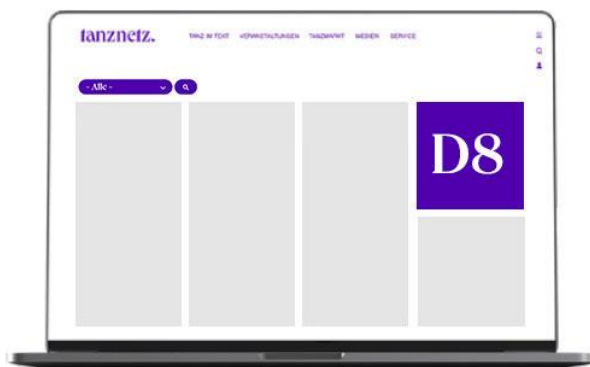 tanznetz.
TANZ IM TEXT VERANSTALTUNGEN TANZMARKT MEDIEN SERVICE
- Alle -
D8